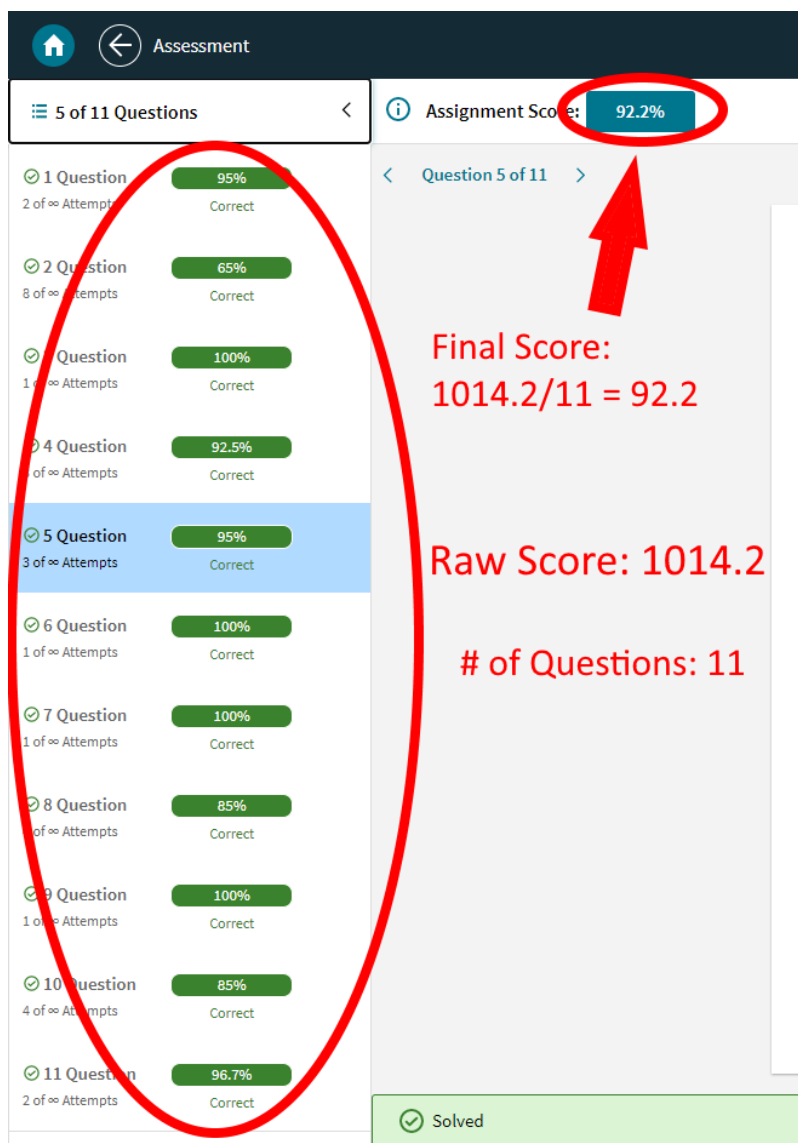 Assessment
5 of 11 Questions
Assignment Score: 92.2%
Question 5 of 11
1 Question 95%
2 of ∞ Attempts Correct
2 Question 65%
8 of ∞ Attempts Correct
Question 100%
1 of ∞ Attempts Correct
4 Question 92.5%
of ∞ Attempts Correct
5 Question 95%
3 of ∞ Attempts Correct
6 Question 100%
1 of ∞ Attempts Correct
7 Question 100%
1 of ∞ Attempts Correct
8 Question 85%
of ∞ Attempts Correct
9 Question 100%
1 of ∞ Attempts Correct
10 Question 85%
4 of ∞ Attempts Correct
11 Question 96.7%
2 of ∞ Attempts Correct
Final Score:
1014.2/11 = 92.2
Raw Score: 1014.2
# of Questions: 11
Solved